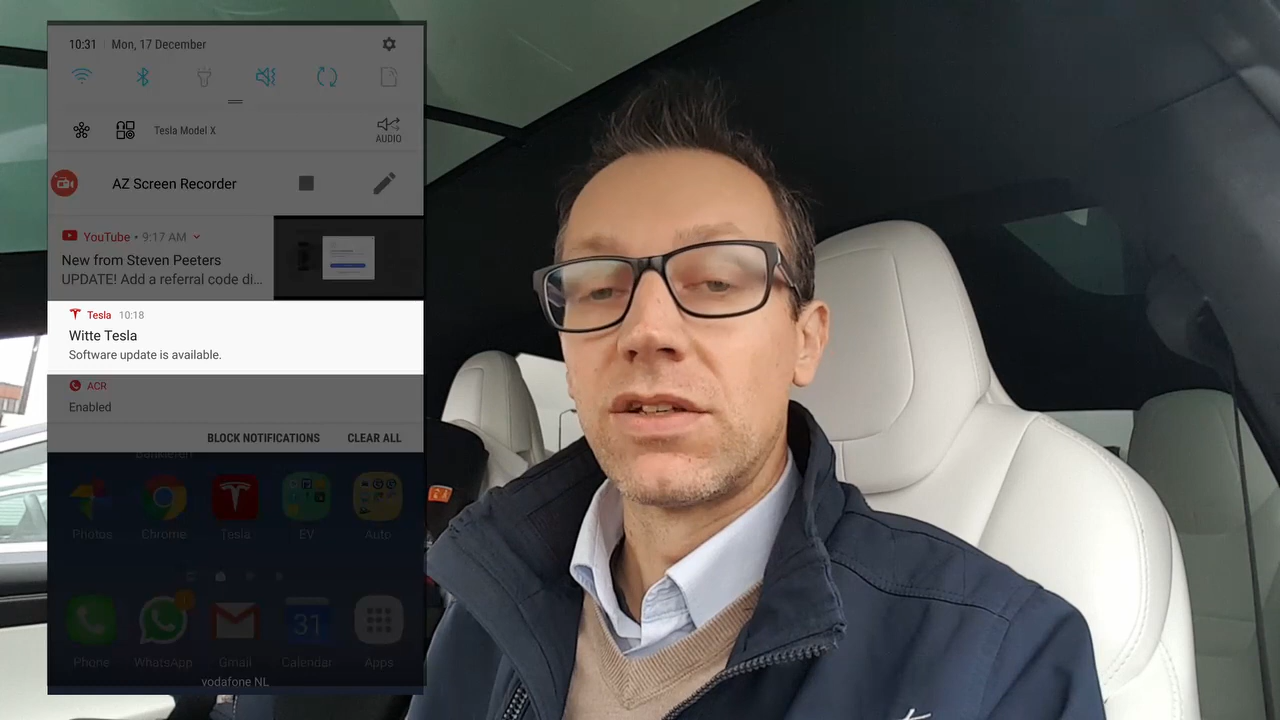 10:31 Mon, 17 December
Tesla Model X
AUDIO
AZ Screen Recorder
YouTube • 9:17 AM
New from Steven Peeters
UPDATE! Add a referral code di...
Tesla 10:18
Witte Tesla
Software update is available.
ACR
Enabled
BLOCK NOTIFICATIONS CLEAR ALL
Bankieren
Photos Chrome Tesla EV Auto
31
Phone WhatsApp Gmail Calendar Apps
vodafone NL